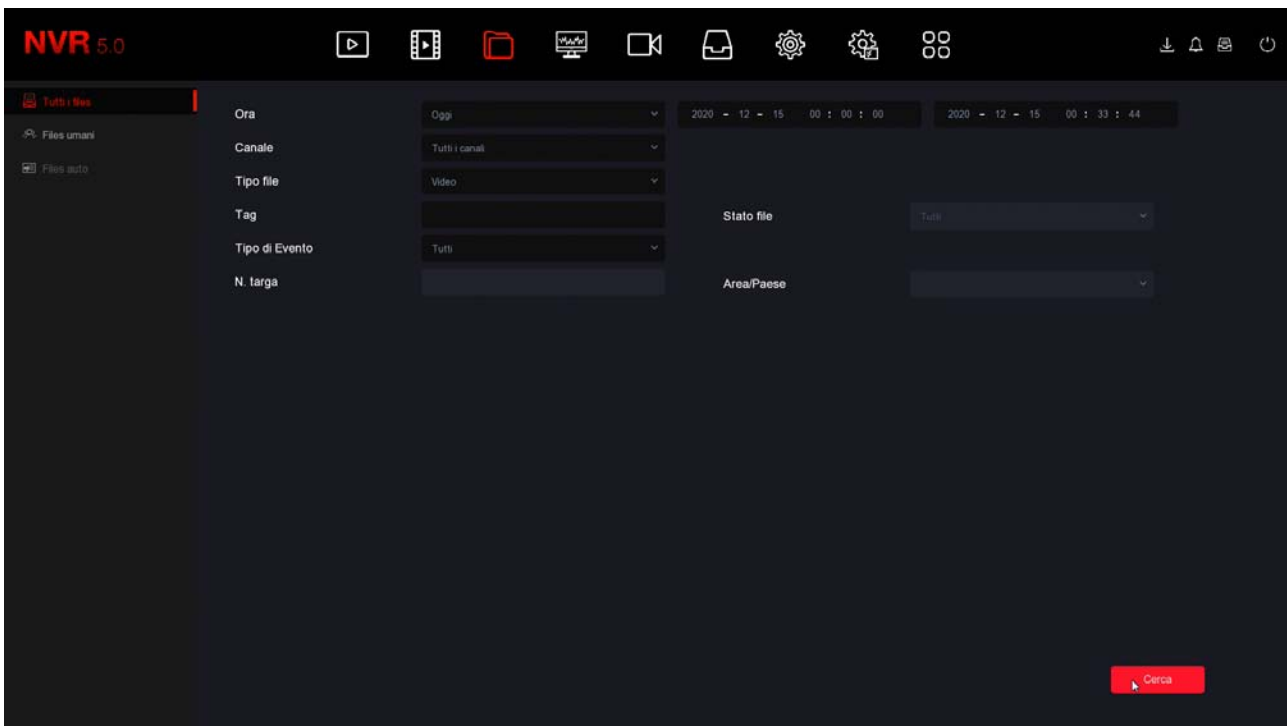 NVR 5.0
Tutti i files
Files umani
Files auto
Ora Oggi 2020 - 12 - 15 00 : 00 : 00 2020 - 12 - 15 00 : 33 : 44
Canale Tutti i canali
Tipo file Video
Tag Stato file Tutti
Tipo di Evento Tutti
N. targa Area/Paese
Cerca